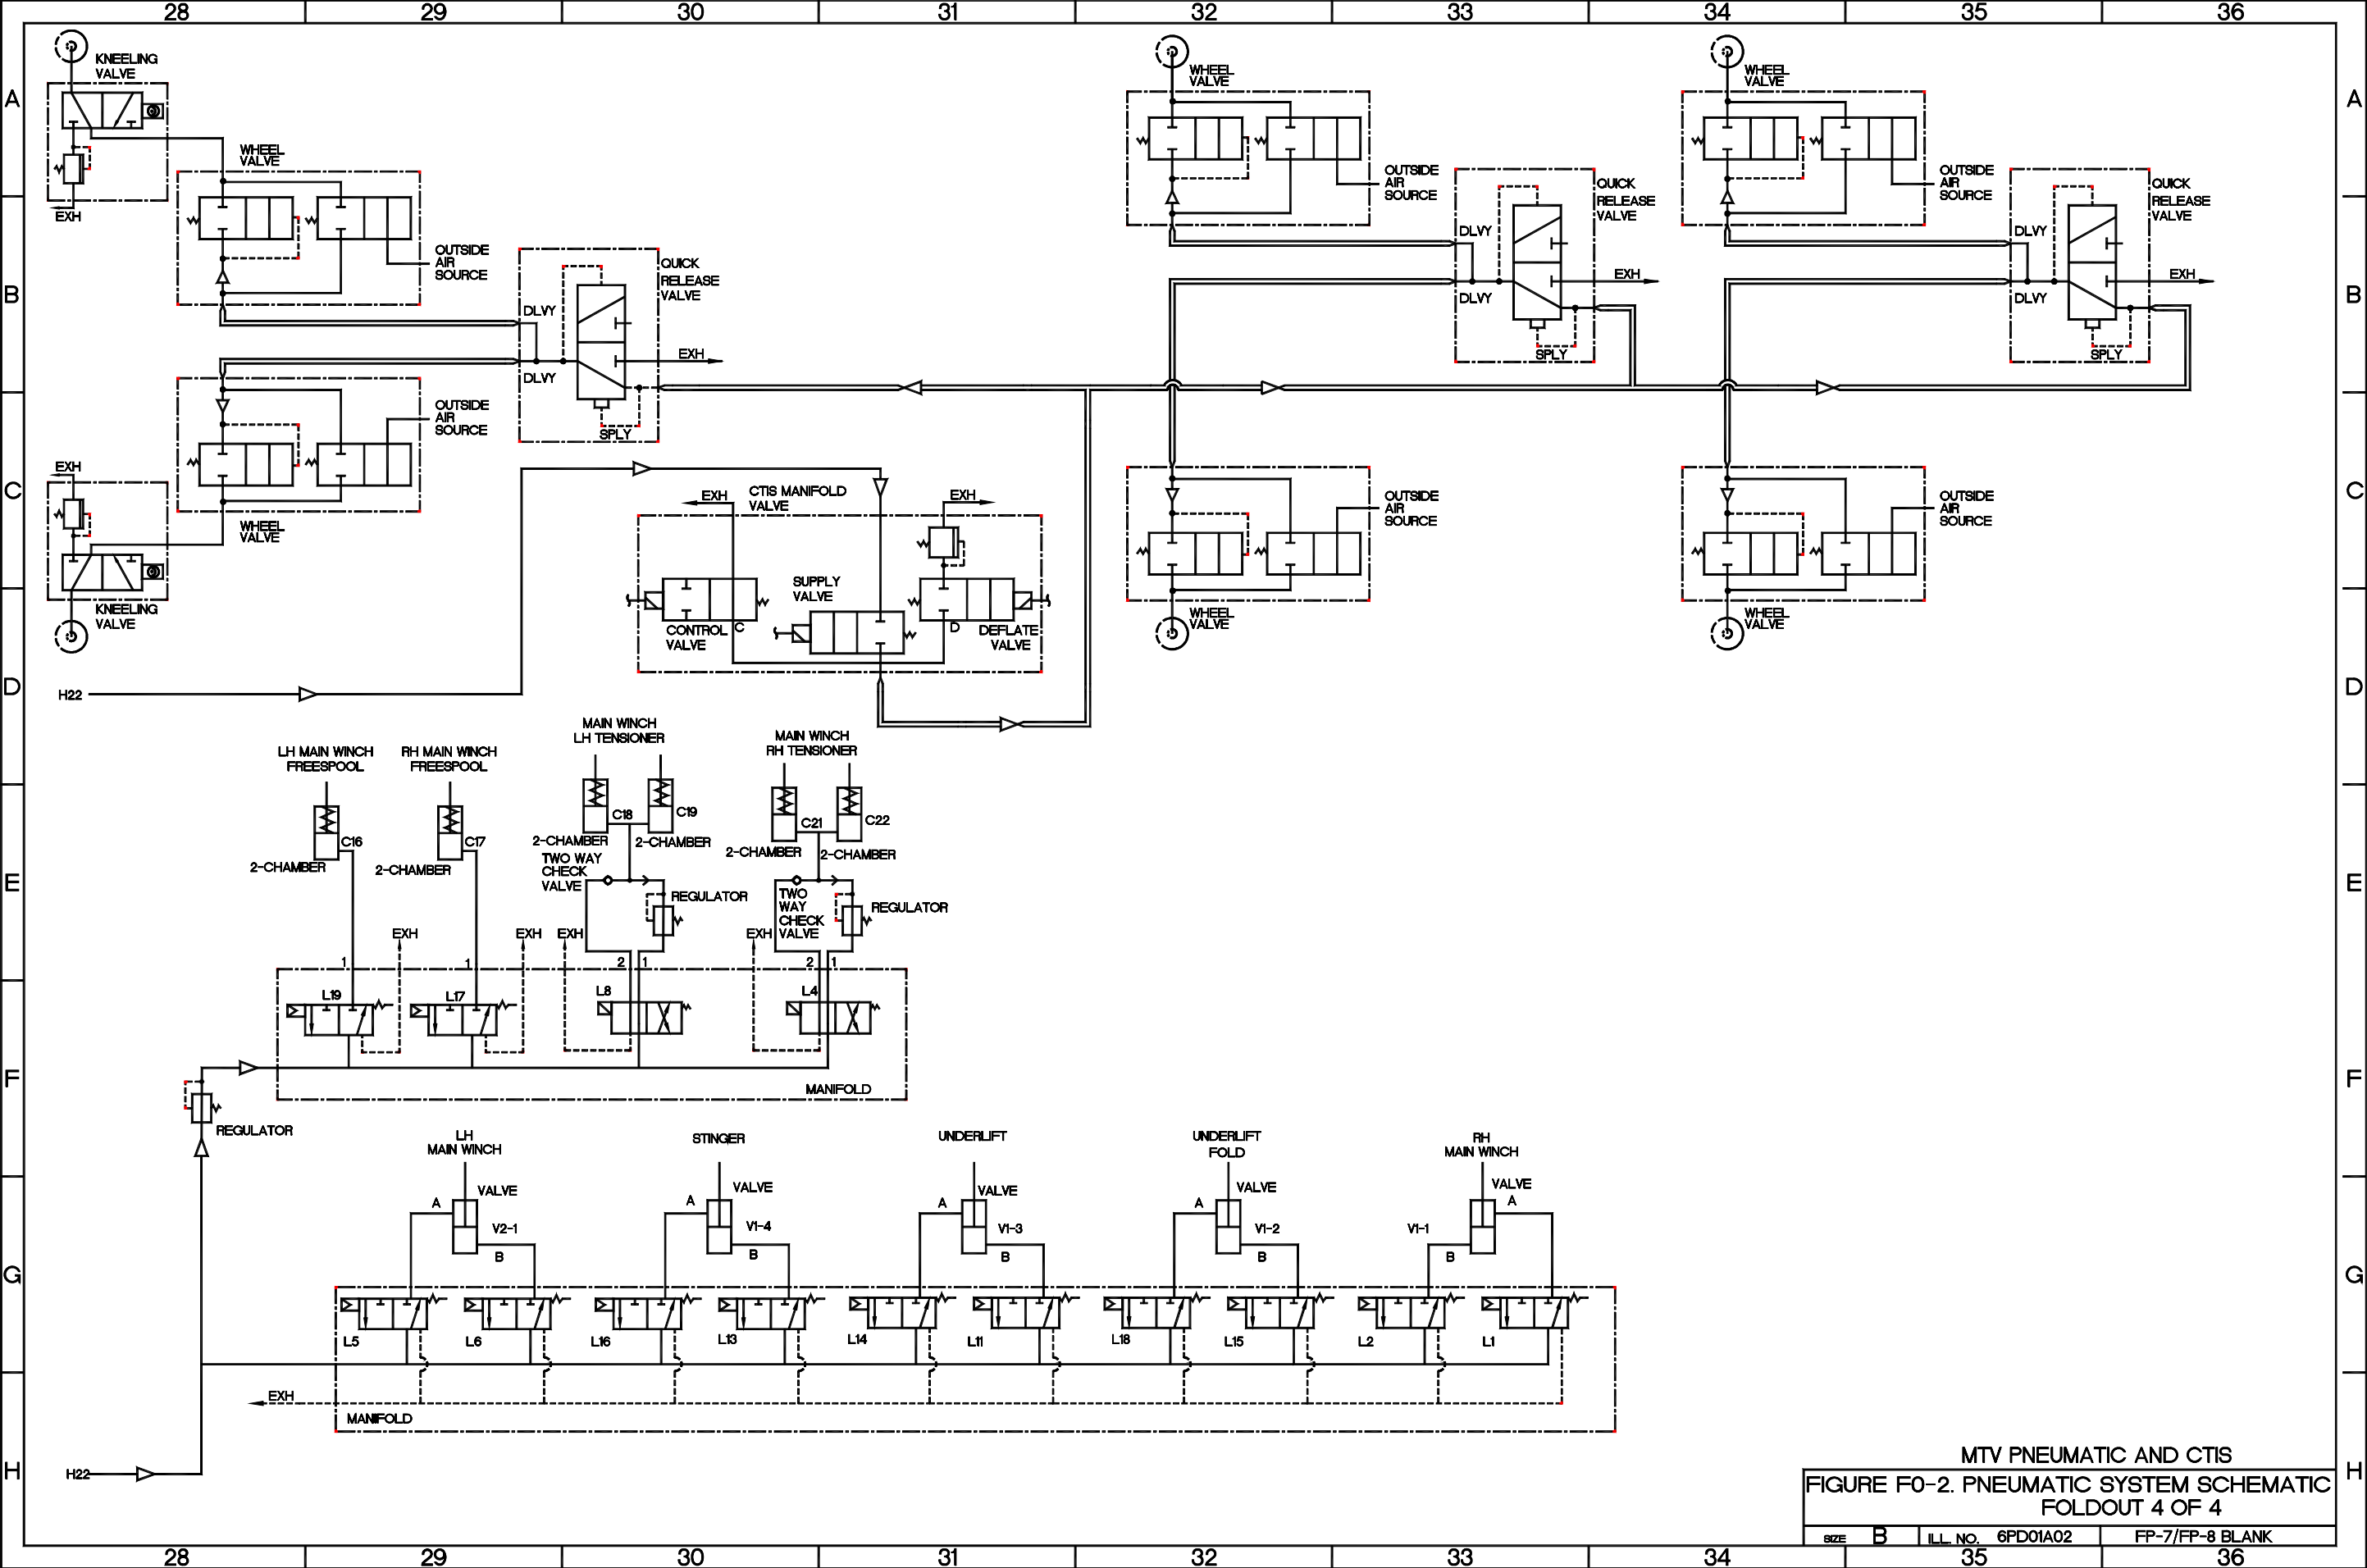 28 29 30 31 32 33 34 35 36
A
B
C
D
E
F
G
H
A
B
C
D
E
F
G
H
KNEELING
VALVE
EXH
WHEEL
VALVE
OUTSIDE
AIR
SOURCE
QUICK
RELEASE
VALVE
DLVY
DLVY
EXH
SPLY
OUTSIDE
AIR
SOURCE
WHEEL
VALVE
EXH
KNEELING
VALVE
WHEEL
VALVE
OUTSIDE
AIR
SOURCE
QUICK
RELEASE
VALVE
DLVY
DLVY
EXH
SPLY
OUTSIDE
AIR
SOURCE
WHEEL
VALVE
WHEEL
VALVE
OUTSIDE
AIR
SOURCE
QUICK
RELEASE
VALVE
DLVY
DLVY
EXH
SPLY
OUTSIDE
AIR
SOURCE
WHEEL
VALVE
EXH
CTIS MANIFOLD
VALVE
EXH
SUPPLY
VALVE
CONTROL
VALVE
C
D
DEFLATE
VALVE
H22
LH MAIN WINCH
FREESPOOL
RH MAIN WINCH
FREESPOOL
MAIN WINCH
LH TENSIONER
MAIN WINCH
RH TENSIONER
C16
2-CHAMBER
C17
2-CHAMBER
C18
C19
2-CHAMBER
2-CHAMBER
C21
C22
2-CHAMBER
2-CHAMBER
TWO WAY
CHECK
VALVE
REGULATOR
TWO
WAY
CHECK
VALVE
REGULATOR
EXH
EXH
EXH
EXH
1
1
2 1
2 1
L19
L17
L8
L4
MANIFOLD
REGULATOR
LH
MAIN WINCH
STINGER
UNDERLIFT
UNDERLIFT
FOLD
RH
MAIN WINCH
A
VALVE
V2-1
B
A
VALVE
V1-4
B
A
VALVE
V1-3
B
A
VALVE
V1-2
B
VALVE
A
V1-1
B
L5
L6
L16
L13
L14
L11
L18
L15
L2
L1
EXH
MANIFOLD
H22
MTV PNEUMATIC AND CTIS
FIGURE FO-2. PNEUMATIC SYSTEM SCHEMATIC
FOLDOUT 4 OF 4
SIZE B ILL. NO. 6PD01A02 FP-7/FP-8 BLANK
28 29 30 31 32 33 34 35 36